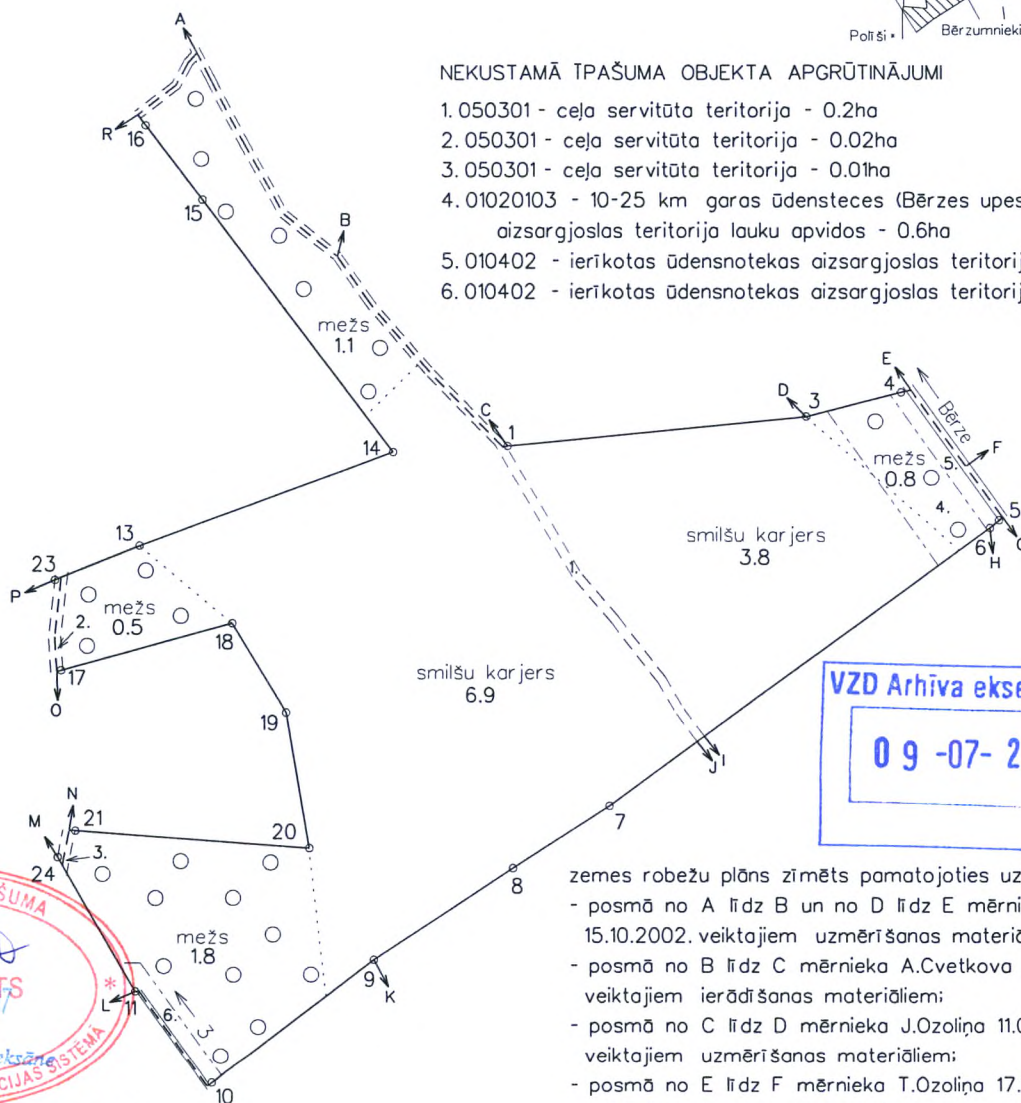 Polīši
Bērzumnieki
NEKUSTAMĀ ĪPAŠUMA OBJEKTA APGRŪTINĀJUMI
1. 050301 - ceļa servitūta teritorija - 0.2ha
2. 050301 - ceļa servitūta teritorija - 0.02ha
3. 050301 - ceļa servitūta teritorija - 0.01ha
4. 01020103 - 10-25 km garas ūdensteces (Bērzes upes
aizsargjoslas teritorija lauku apvidos - 0.6ha
5. 010402 - ierīkotas ūdensnotekas aizsargjoslas teritorij
6. 010402 - ierīkotas ūdensnotekas aizsargjoslas teritorij
A
R
16
15
B
mežs
1.1
C
1
14
D
3
E
4
Bērze
F
mežs
0.8
5.
4.
5
6
H
smilšu karjers
3.8
13
23
P
mežs
0.5
2.
17
O
18
19
smilšu karjers
6.9
J
I
7
8
9
K
N
M
21
24
3.
20
mežs
1.8
L
11
6.
3
10
VZD Arhīva ekse
09 -07- 2
ŠUMA
TS
CIJAS SISTĒMĀ
zemes robežu plāns zīmēts pamatojoties uz
- posmā no A līdz B un no D līdz E mērni
15.10.2002. veiktajiem uzmērīšanas materiā
- posmā no B līdz C mērnieka A.Cvetkova
veiktajiem ierādīšanas materiāliem;
- posmā no C līdz D mērnieka J.Ozoliņa 11.0
veiktajiem uzmērīšanas materiāliem;
- posmā no E līdz F mērnieka T.Ozoliņa 17.